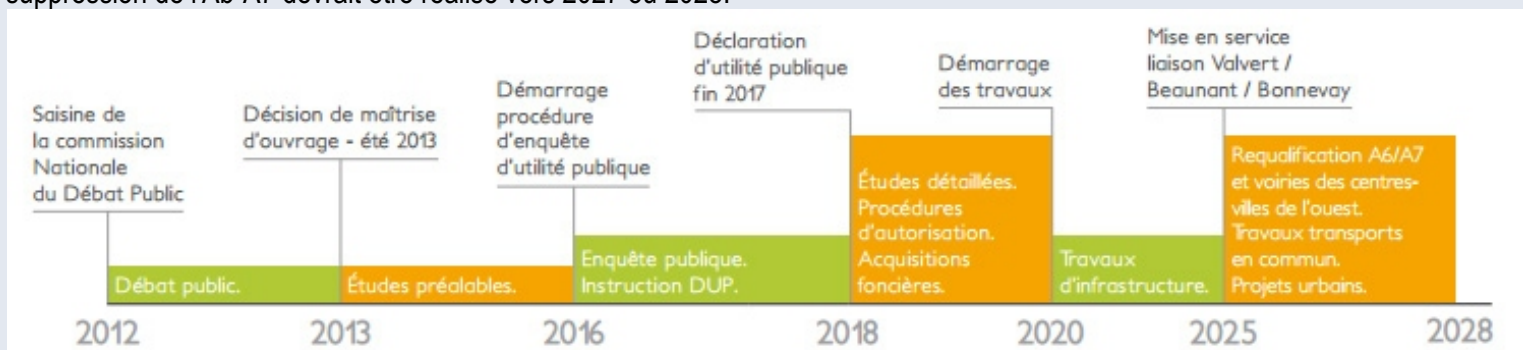 suppression de l'A6-A7 devrait être réalisé vers 2027 ou 2028.
Saisine de
la commission
Nationale
du Débat Public
Décision de maîtrise
d'ouvrage - été 2013
Démarrage
procédure
d'enquête
d'utilité publique
Déclaration
d'utilité publique
fin 2017
Démarrage
des travaux
Mise en service
liaison Valvert /
Beaunant / Bonnevay
Débat public.
Études préalables.
Enquête publique.
Instruction DUP.
Études détaillées.
Procédures
d'autorisation.
Acquisitions
foncières.
Travaux
d'infrastructure.
Requalification A6/A7
et voiries des centres-
villes de l'ouest.
Travaux transports
en commun.
Projets urbains.
2012
2013
2016
2018
2020
2025
2028